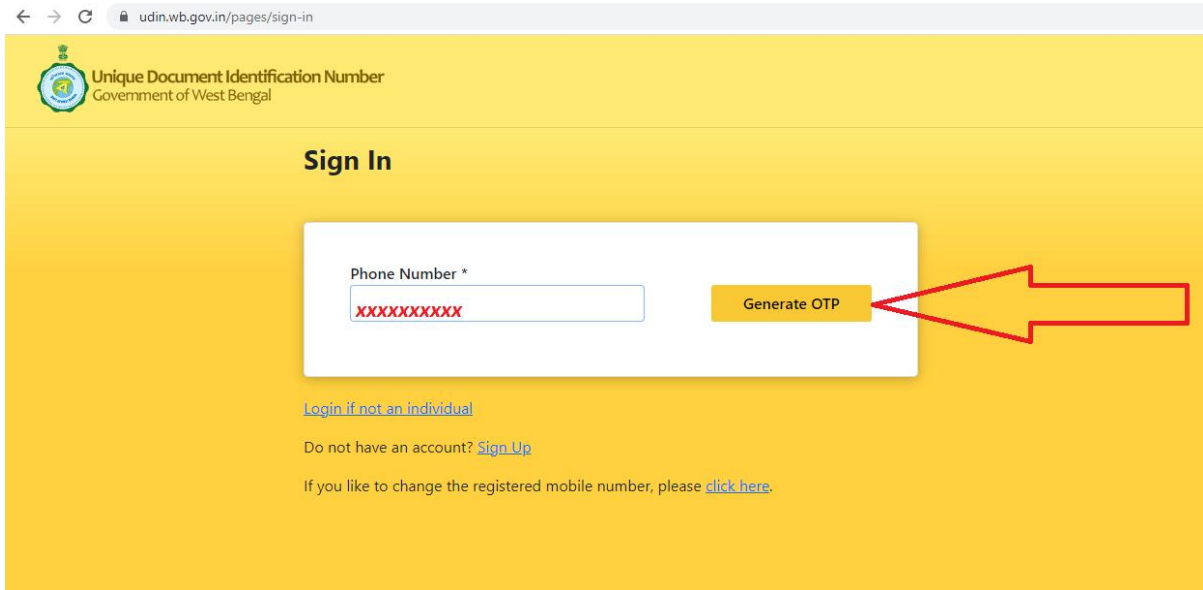 udin.wb.gov.in/pages/sign-in
Unique Document Identification Number
Government of West Bengal
Sign In
Phone Number *
xxxxxxxxxx
Generate OTP
Login if not an individual
Do not have an account? Sign Up
If you like to change the registered mobile number, please click here.